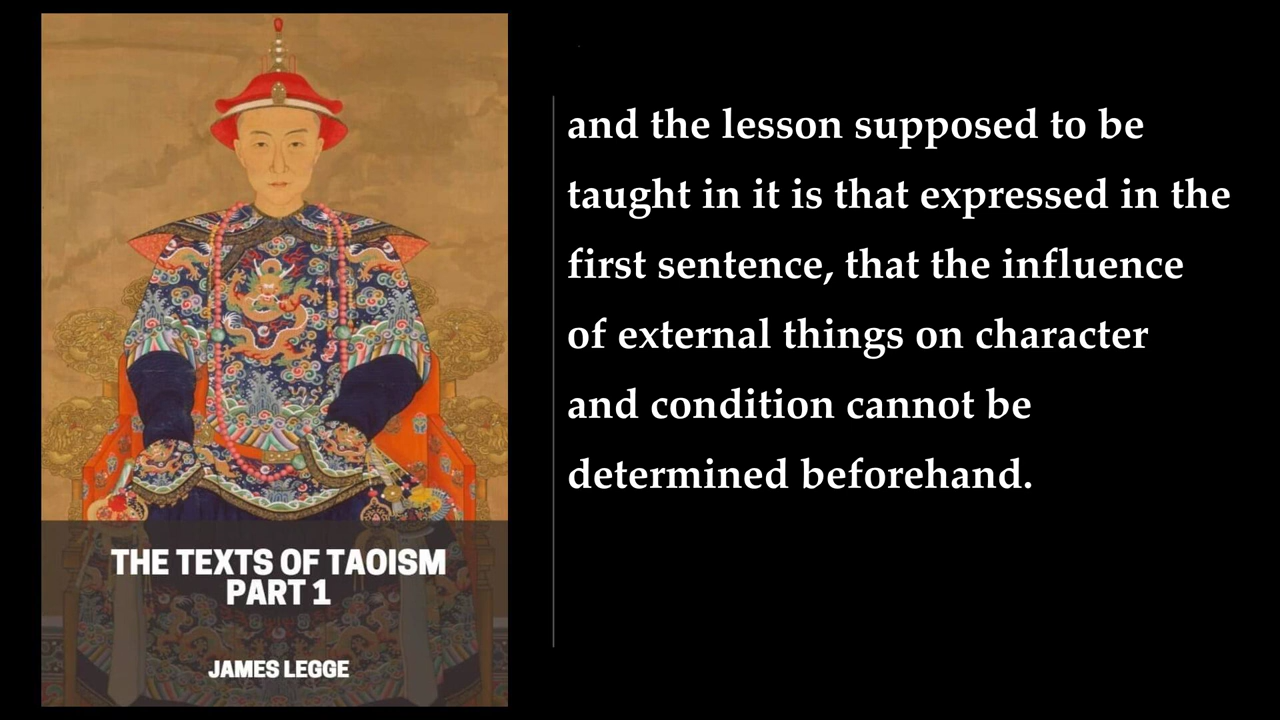 THE TEXTS OF TAOISM
PART 1
JAMES LEGGE
and the lesson supposed to be
taught in it is that expressed in the
first sentence, that the influence
of external things on character
and condition cannot be
determined beforehand.